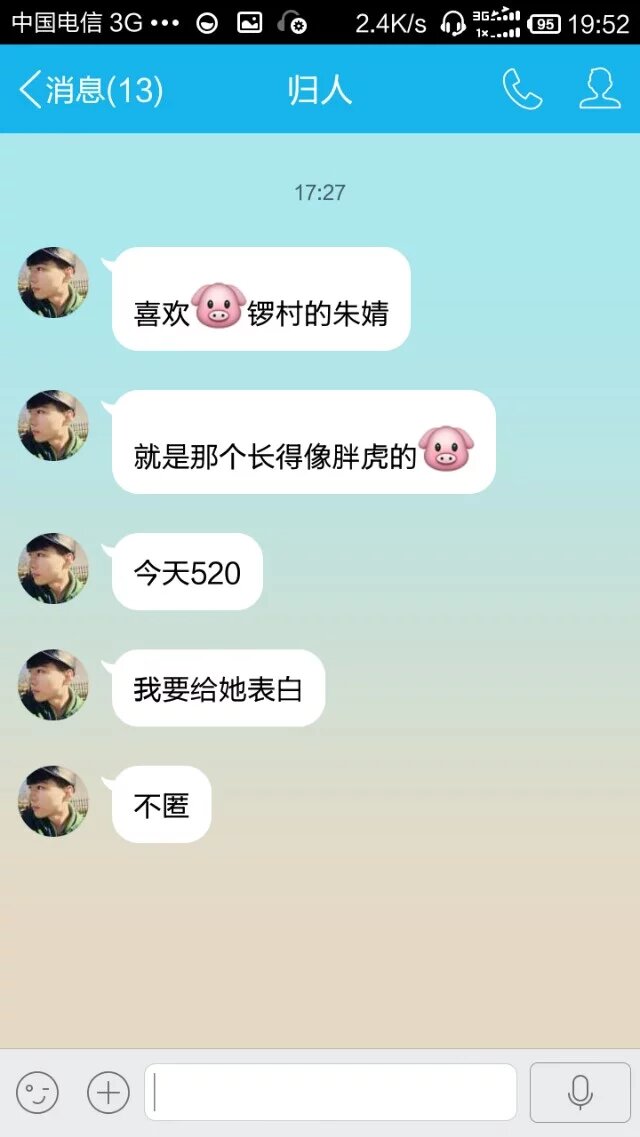 中国电信 3G ••• 2.4K/s 3G 1x 95 19:52
消息(13) 归人
17:27
喜欢🐷锣村的朱婧
就是那个长得像胖虎的🐷
今天520
我要给她表白
不匿